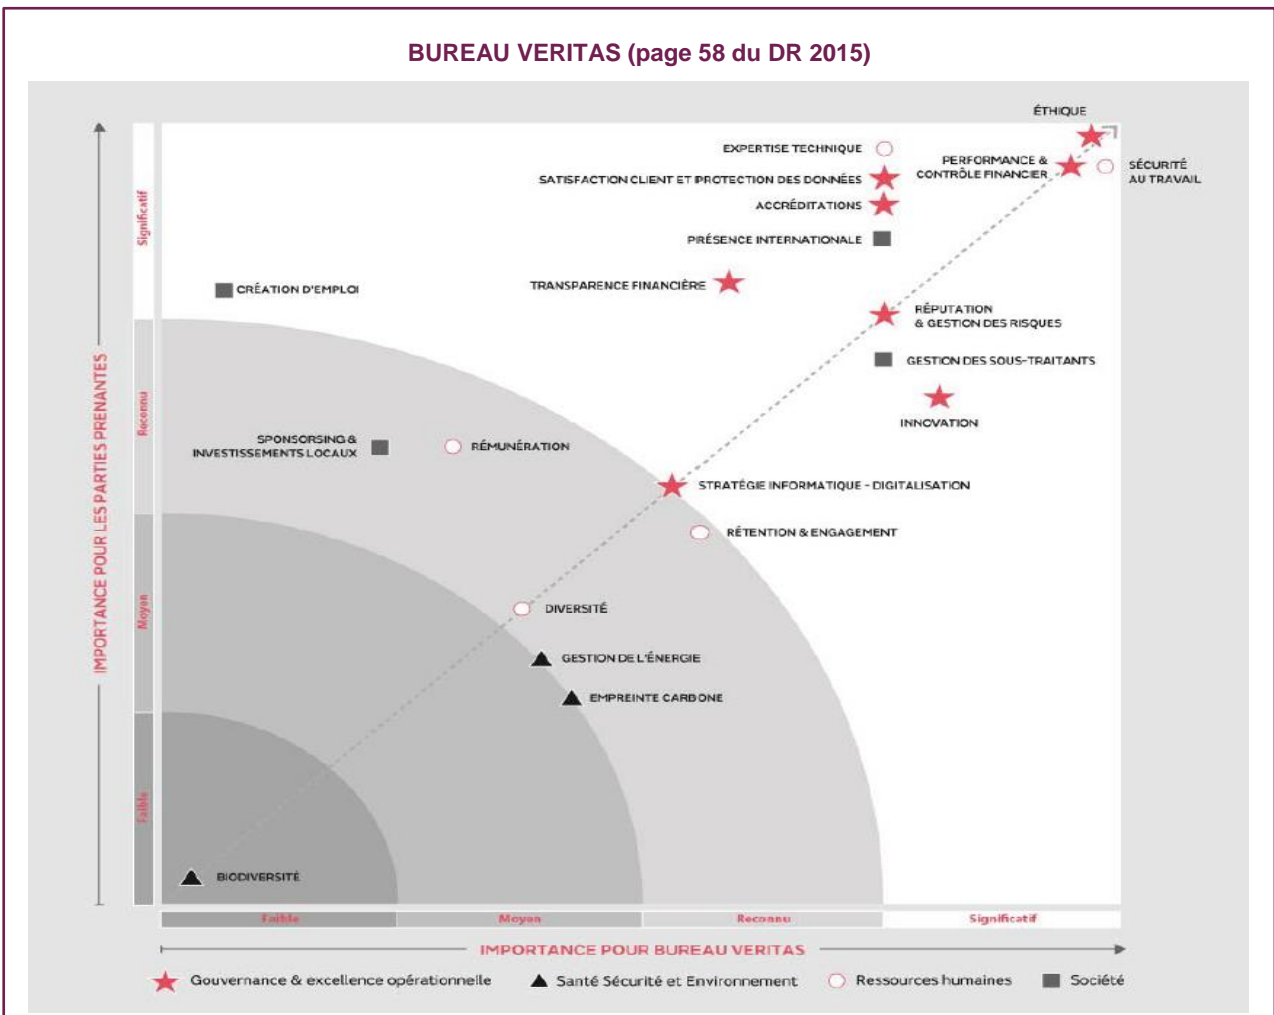 BUREAU VERITAS (page 58 du DR 2015)
ÉTHIQUE
EXPERTISE TECHNIQUE
PERFORMANCE &
CONTRÔLE FINANCIER
SÉCURITÉ
AU TRAVAIL
SATISFACTION CLIENT ET PROTECTION DES DONNÉES
ACCRÉDITATIONS
PRÉSENCE INTERNATIONALE
TRANSPARENCE FINANCIÈRE
CRÉATION D'EMPLOI
RÉPUTATION
& GESTION DES RISQUES
GESTION DES SOUS-TRAITANTS
INNOVATION
SPONSORSING &
INVESTISSEMENTS LOCAUX
RÉMUNÉRATION
STRATÉGIE INFORMATIQUE - DIGITALISATION
RÉTENTION & ENGAGEMENT
DIVERSITÉ
GESTION DE L'ÉNERGIE
EMPREINTE CARBONE
BIODIVERSITÉ
IMPORTANCE POUR LES PARTIES PRENANTES
Significatif
Reconnu
Moyen
Faible
Faible
Moyen
Reconnu
Significatif
IMPORTANCE POUR BUREAU VERITAS
Gouvernance & excellence opérationnelle
Santé Sécurité et Environnement
Ressources humaines
Société